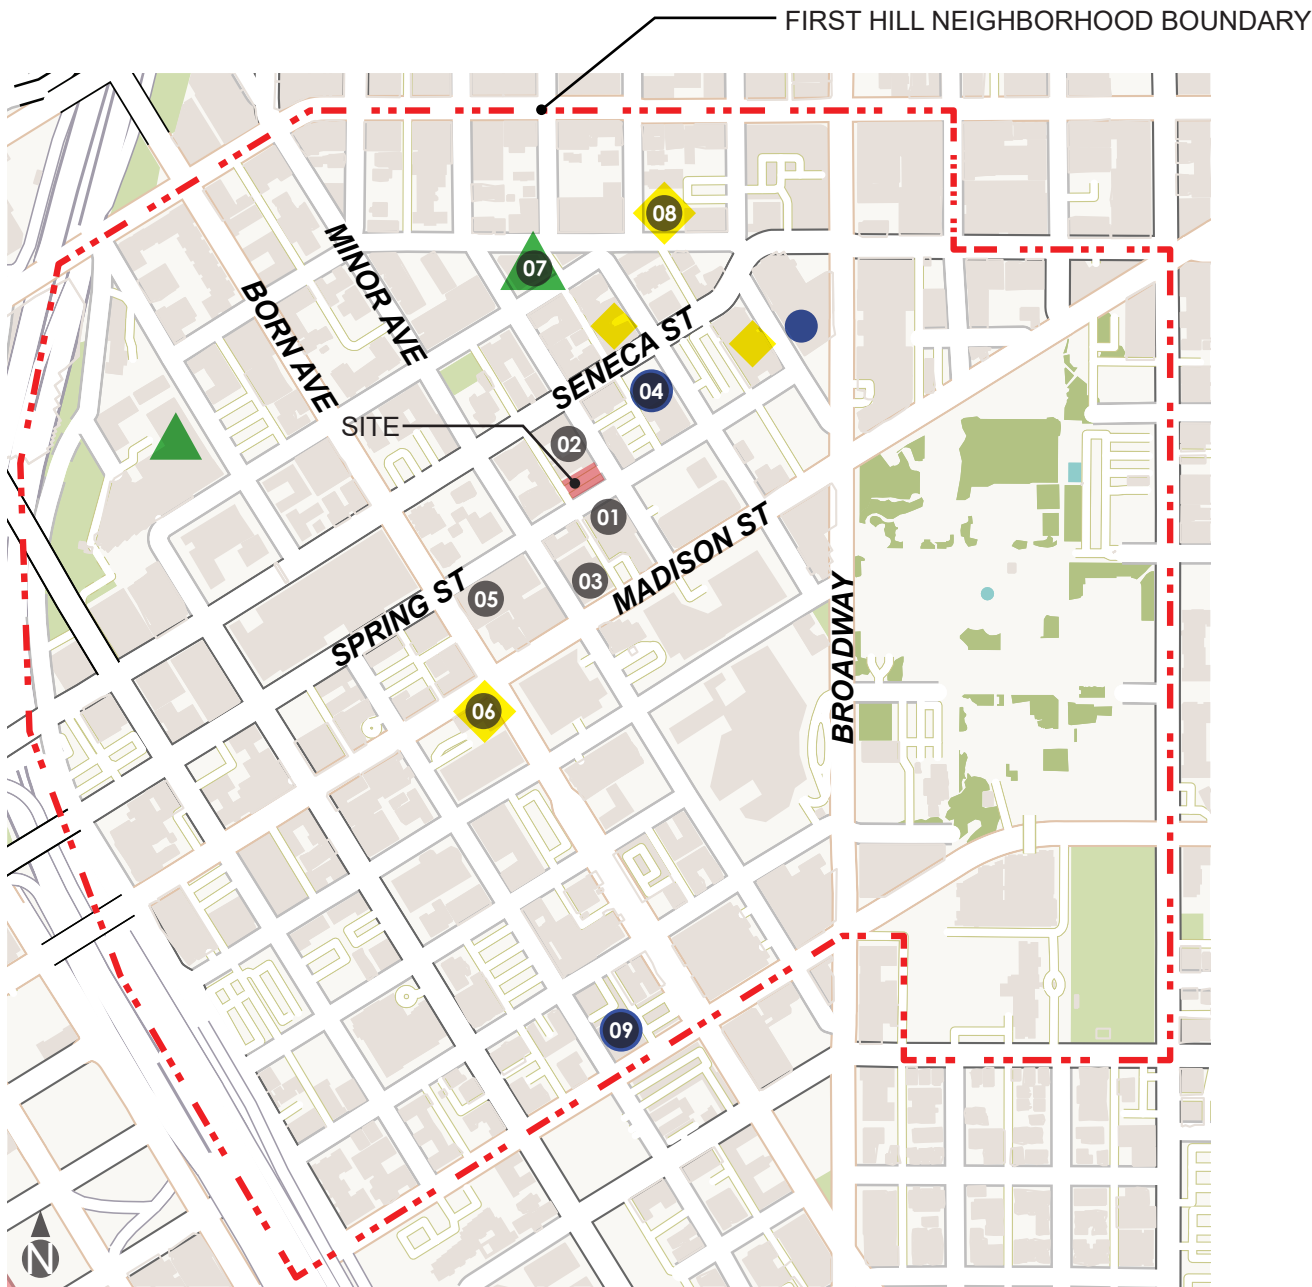 FIRST HILL NEIGHBORHOOD BOUNDARY
08
MINOR AVE
07
BORN AVE
SENECA ST
04
SITE
02
01
MADISON ST
03
SPRING ST
05
BROADWAY
06
09
N